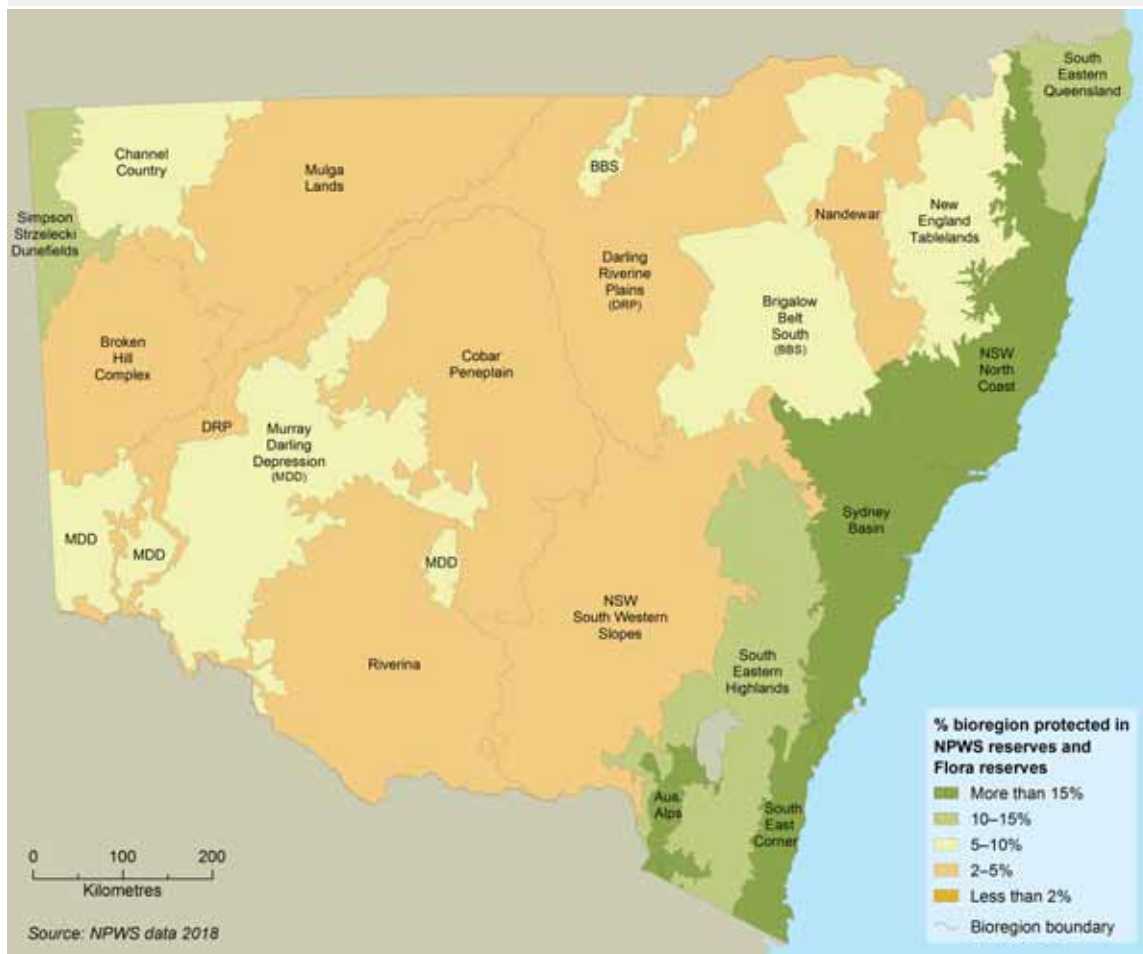 South
Eastern
Queensland
Channel
Country
Mulga
Lands
BBS
Simpson
Strzelecki
Dunefields
Nandewar
New
England
Tablelands
Darling
Riverine
Plains
(DRP)
Brigalow
Belt
South
(BBS)
Broken
Hill
Complex
Cobar
Peneplain
NSW
North
Coast
DRP
Murray
Darling
Depression
(MDD)
Sydney
Basin
MDD
MDD
MDD
NSW
South Western
Slopes
Riverina
South
Eastern
Highlands
Aus.
Alps
South
East
Corner
% bioregion protected in
NPWS reserves and
Flora reserves
More than 15%
10–15%
5–10%
2–5%
Less than 2%
Bioregion boundary
0 100 200
Kilometres
Source: NPWS data 2018